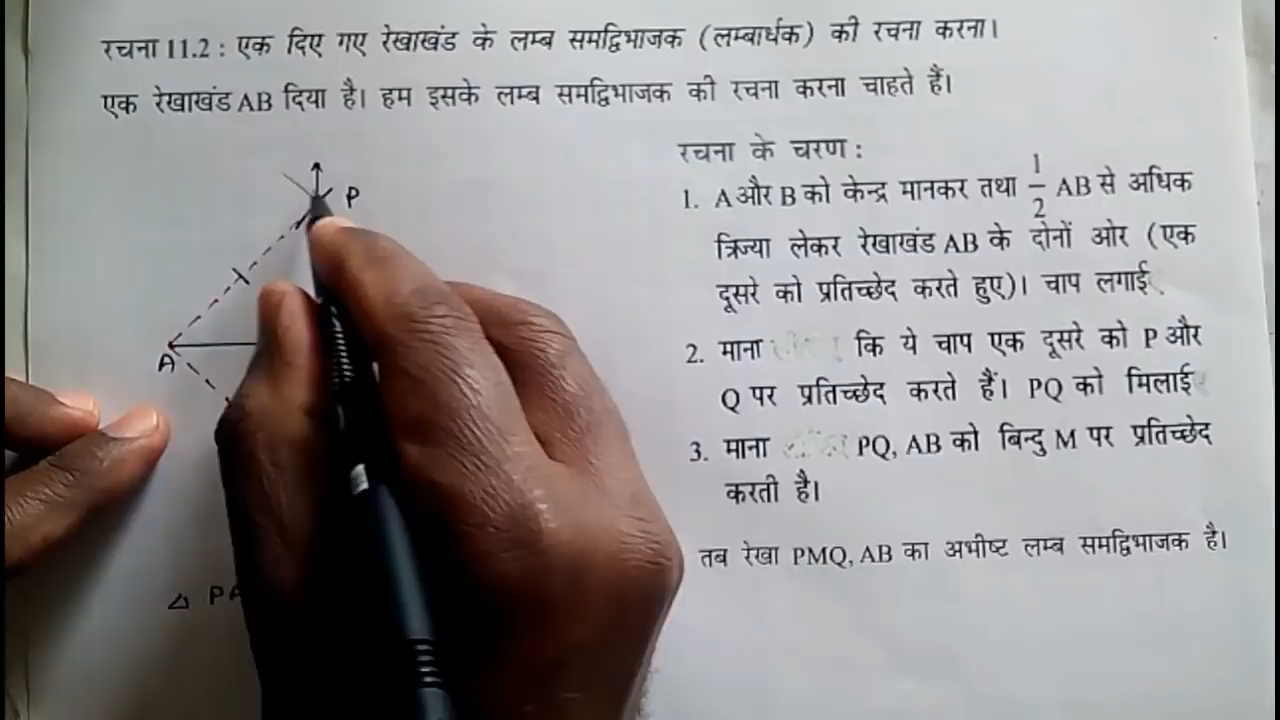 रचना 11.2 : एक दिए गए रेखाखंड के लम्ब समद्विभाजक (लम्बार्धक) की रचना करना।
एक रेखाखंड AB दिया है। हम इसके लम्ब समद्विभाजक की रचना करना चाहते हैं।
रचना के चरण :
1. A और B को केन्द्र मानकर तथा 1/2 AB से अधिक
त्रिज्या लेकर रेखाखंड AB के दोनों ओर (एक
दूसरे को प्रतिच्छेद करते हुए)। चाप लगाई
2. माना कि ये चाप एक दूसरे को P और
Q पर प्रतिच्छेद करते हैं। PQ को मिलाई
3. माना PQ, AB को बिन्दु M पर प्रतिच्छेद
करती है।
तब रेखा PMQ, AB का अभीष्ट लम्ब समद्विभाजक है।
P
A
△ PA